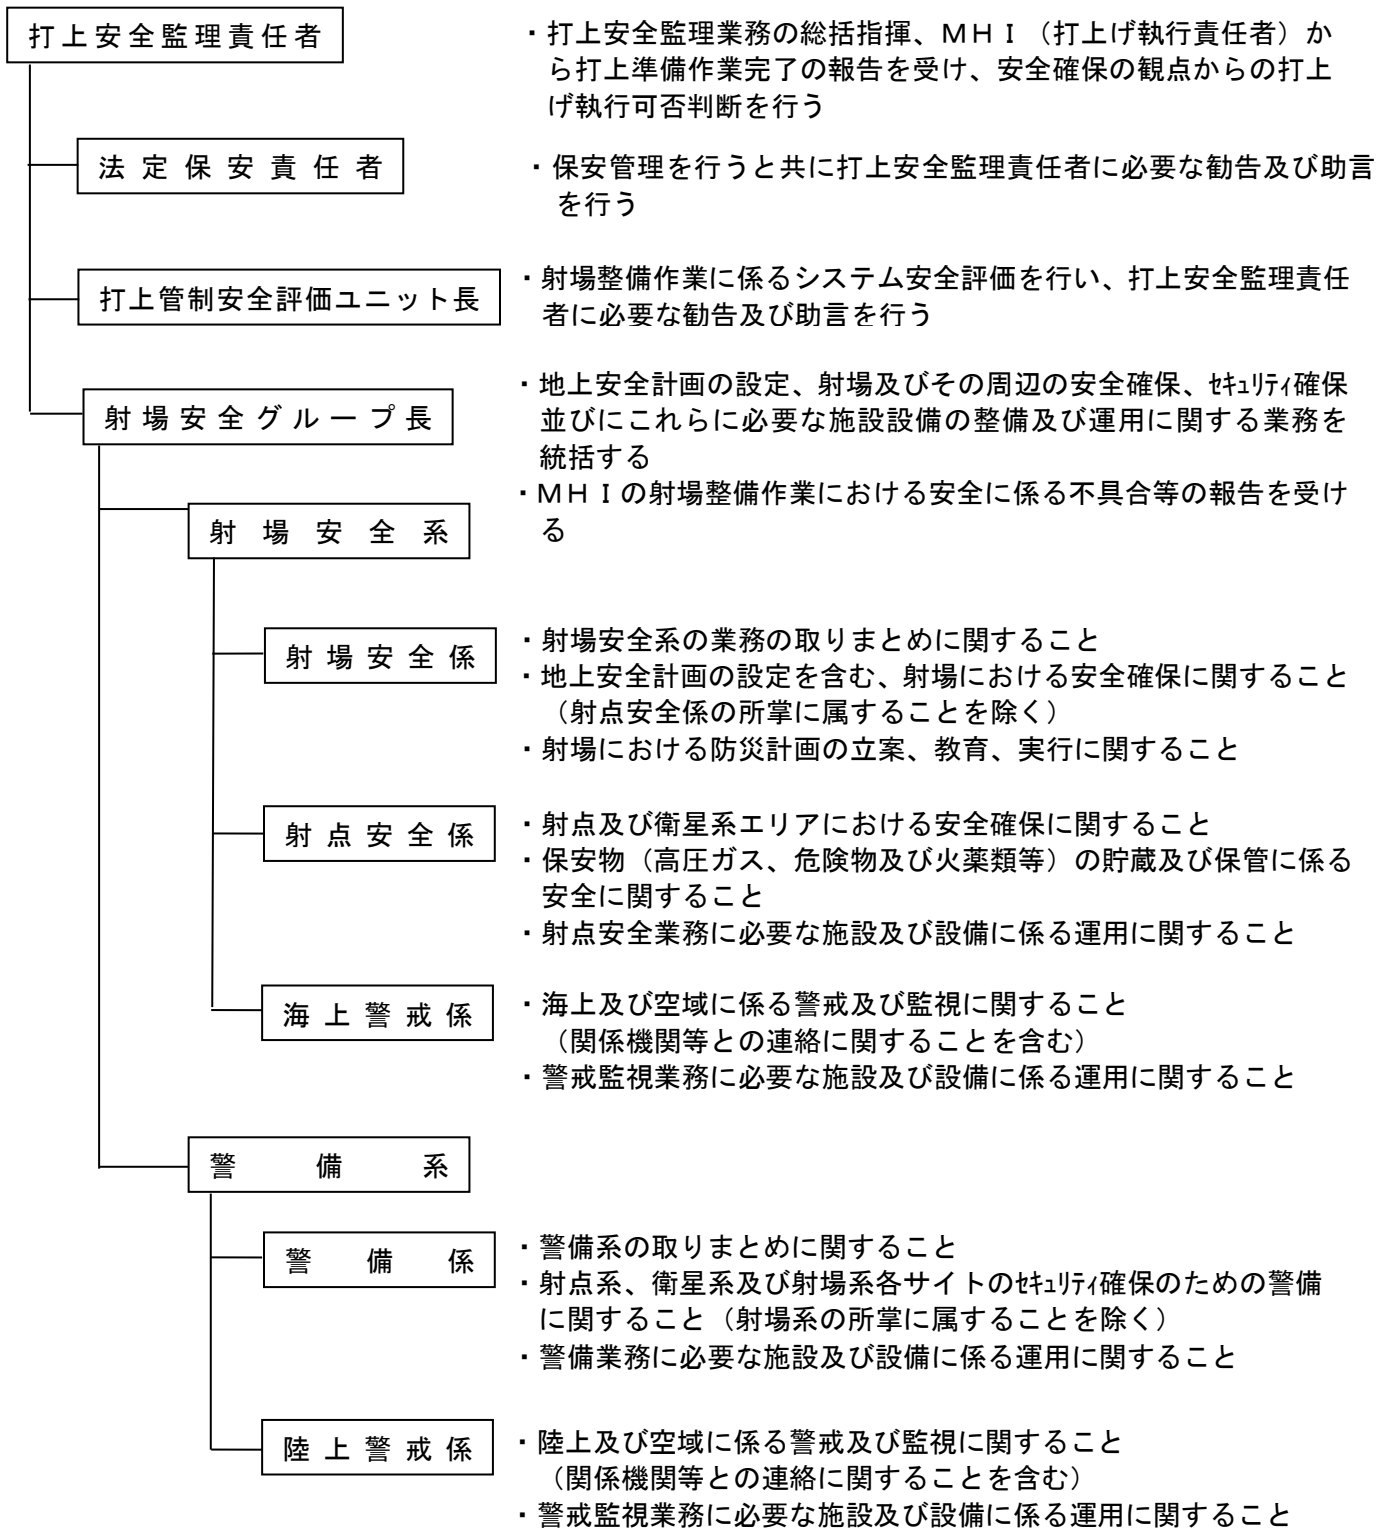 打上安全監理責任者
・打上安全監理業務の総括指揮、ＭＨＩ（打上げ執行責任者）か
ら打上準備作業完了の報告を受け、安全確保の観点からの打上
げ執行可否判断を行う
法定保安責任者
・保安管理を行うと共に打上安全監理責任者に必要な勧告及び助言
を行う
打上管制安全評価ユニット長
・射場整備作業に係るシステム安全評価を行い、打上安全監理責任
者に必要な勧告及び助言を行う
射場安全グループ長
・地上安全計画の設定、射場及びその周辺の安全確保、ｾｷｭﾘﾃｨ確保
並びにこれらに必要な施設設備の整備及び運用に関する業務を
統括する
・ＭＨＩの射場整備作業における安全に係る不具合等の報告を受け
る
射場安全系
射場安全係
・射場安全系の業務の取りまとめに関すること
・地上安全計画の設定を含む、射場における安全確保に関すること
（射点安全係の所掌に属することを除く）
・射場における防災計画の立案、教育、実行に関すること
射点安全係
・射点及び衛星系エリアにおける安全確保に関すること
・保安物（高圧ガス、危険物及び火薬類等）の貯蔵及び保管に係る
安全に関すること
・射点安全業務に必要な施設及び設備に係る運用に関すること
海上警戒係
・海上及び空域に係る警戒及び監視に関すること
（関係機関等との連絡に関することを含む）
・警戒監視業務に必要な施設及び設備に係る運用に関すること
警備系
警備係
・警備系の取りまとめに関すること
・射点系、衛星系及び射場系各サイトのｾｷｭﾘﾃｨ確保のための警備
に関すること（射場系の所掌に属することを除く）
・警備業務に必要な施設及び設備に係る運用に関すること
陸上警戒係
・陸上及び空域に係る警戒及び監視に関すること
（関係機関等との連絡に関することを含む）
・警戒監視業務に必要な施設及び設備に係る運用に関すること